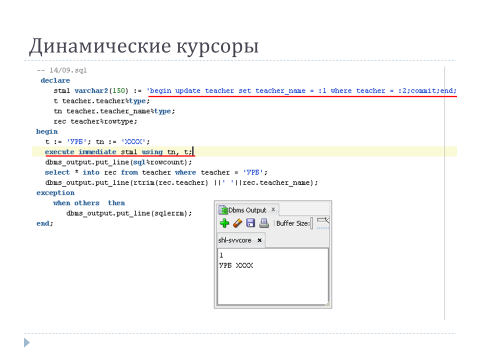 Динамические курсоры
-- 14/09.sql
declare
stml varchar2(150) := 'begin update teacher set teacher_name = :1 where teacher = :2;commit;end;
t teacher.teacher%type;
tn teacher.teacher_name%type;
rec teacher%rowtype;
begin
t := 'УРБ'; tn := 'XXXX';
execute immediate stml using tn, t;
dbms_output.put_line(sql%rowcount);
select * into rec from teacher where teacher = 'УРБ';
dbms_output.put_line(rtrim(rec.teacher) ||' '||rec.teacher_name);
exception
when others then
dbms_output.put_line(sqlerrm);
end;
Dbms Output ×
Buffer Size:
shl-svvcore ×
1
УРБ XXXX